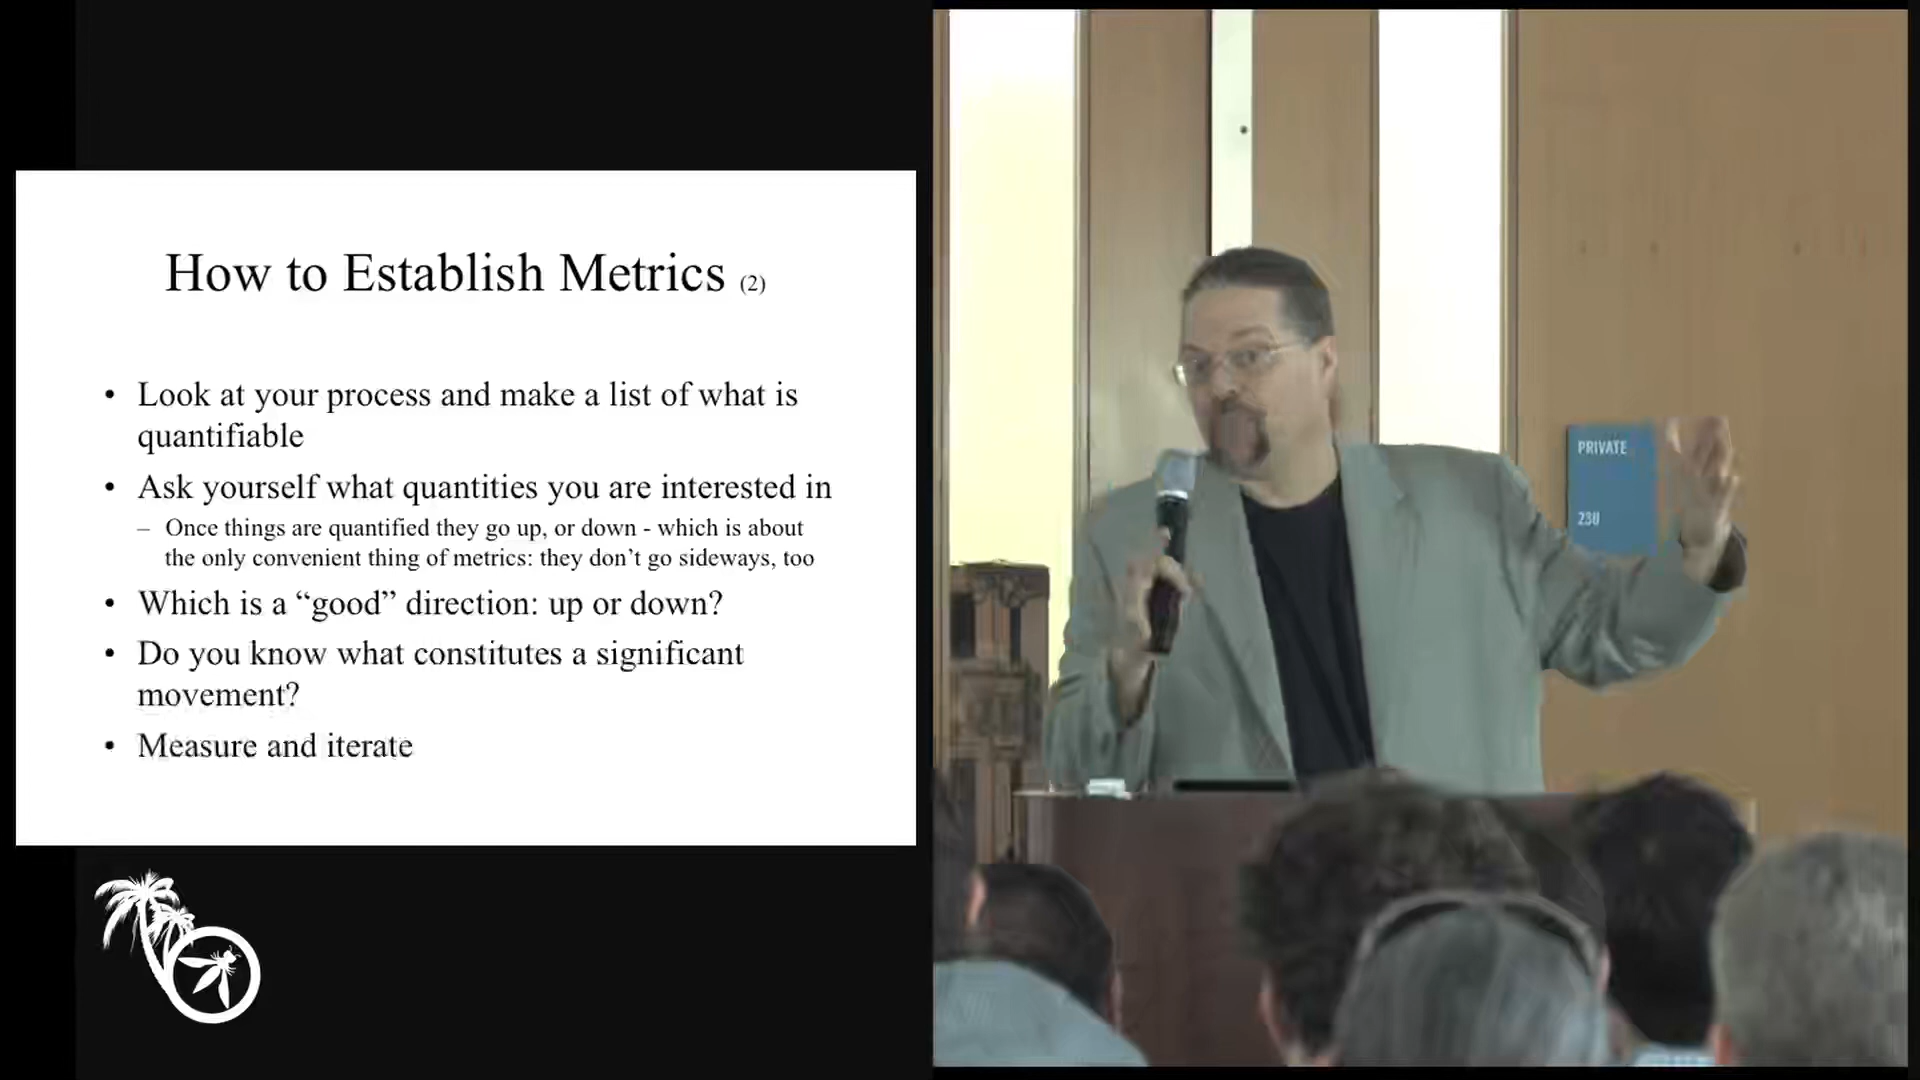 How to Establish Metrics (2)
• Look at your process and make a list of what is
quantifiable
• Ask yourself what quantities you are interested in
– Once things are quantified they go up, or down - which is about
the only convenient thing of metrics: they don’t go sideways, too
• Which is a “good” direction: up or down?
• Do you know what constitutes a significant
movement?
• Measure and iterate
PRIVATE
230